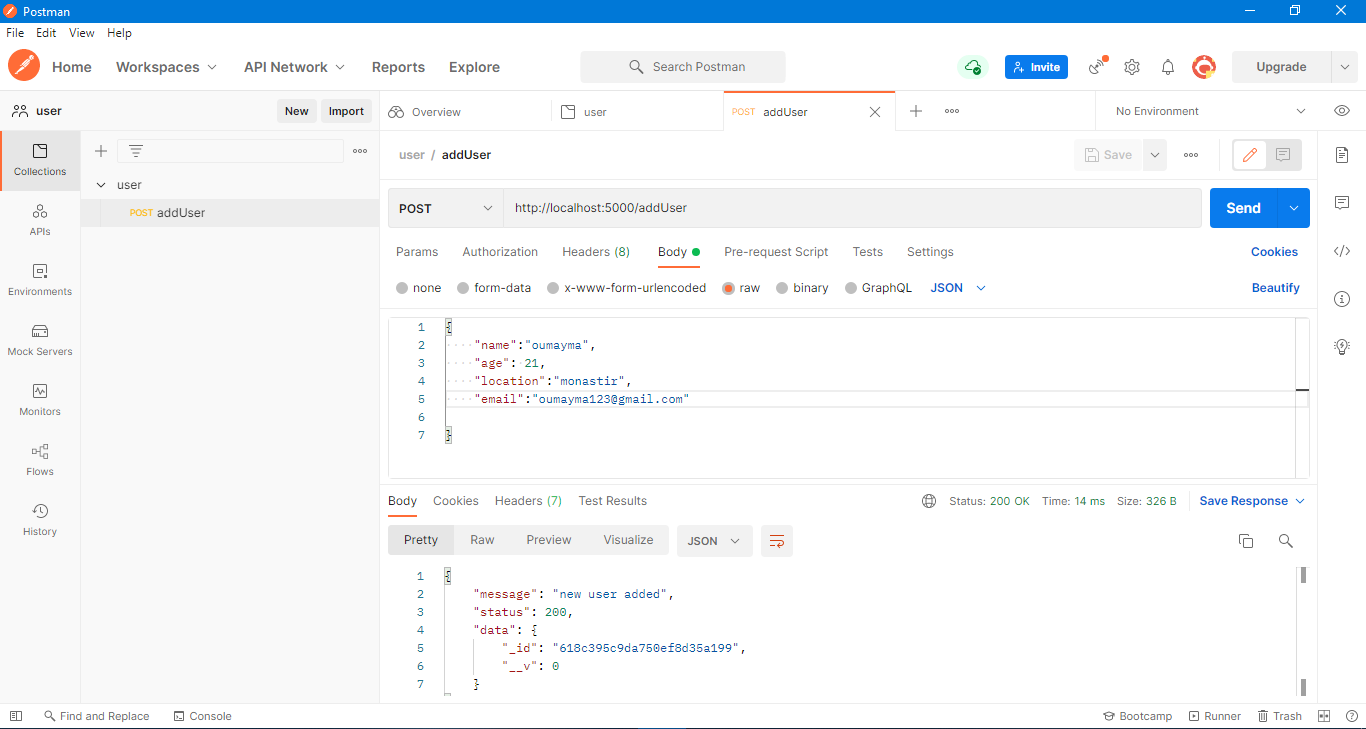 Postman
File Edit View Help
Home Workspaces API Network Reports Explore Search Postman Invite Upgrade
user New Import Overview user POST addUser No Environment
Collections
APIs
Environments
Mock Servers
Monitors
Flows
History
user
POST addUser
user / addUser Save
POST http://localhost:5000/addUser Send
Params Authorization Headers (8) Body Pre-request Script Tests Settings Cookies
none form-data x-www-form-urlencoded raw binary GraphQL JSON Beautify
1 {
2 "name":"oumayma",
3 "age": 21,
4 "location":"monastir",
5 "email":"oumayma123@gmail.com"
6
7 }
Body Cookies Headers (7) Test Results Status: 200 OK Time: 14 ms Size: 326 B Save Response
Pretty Raw Preview Visualize JSON
1 {
2 "message": "new user added",
3 "status": 200,
4 "data": {
5 "_id": "618c395c9da750ef8d35a199",
6 "__v": 0
7 }
Find and Replace Console Bootcamp Runner Trash